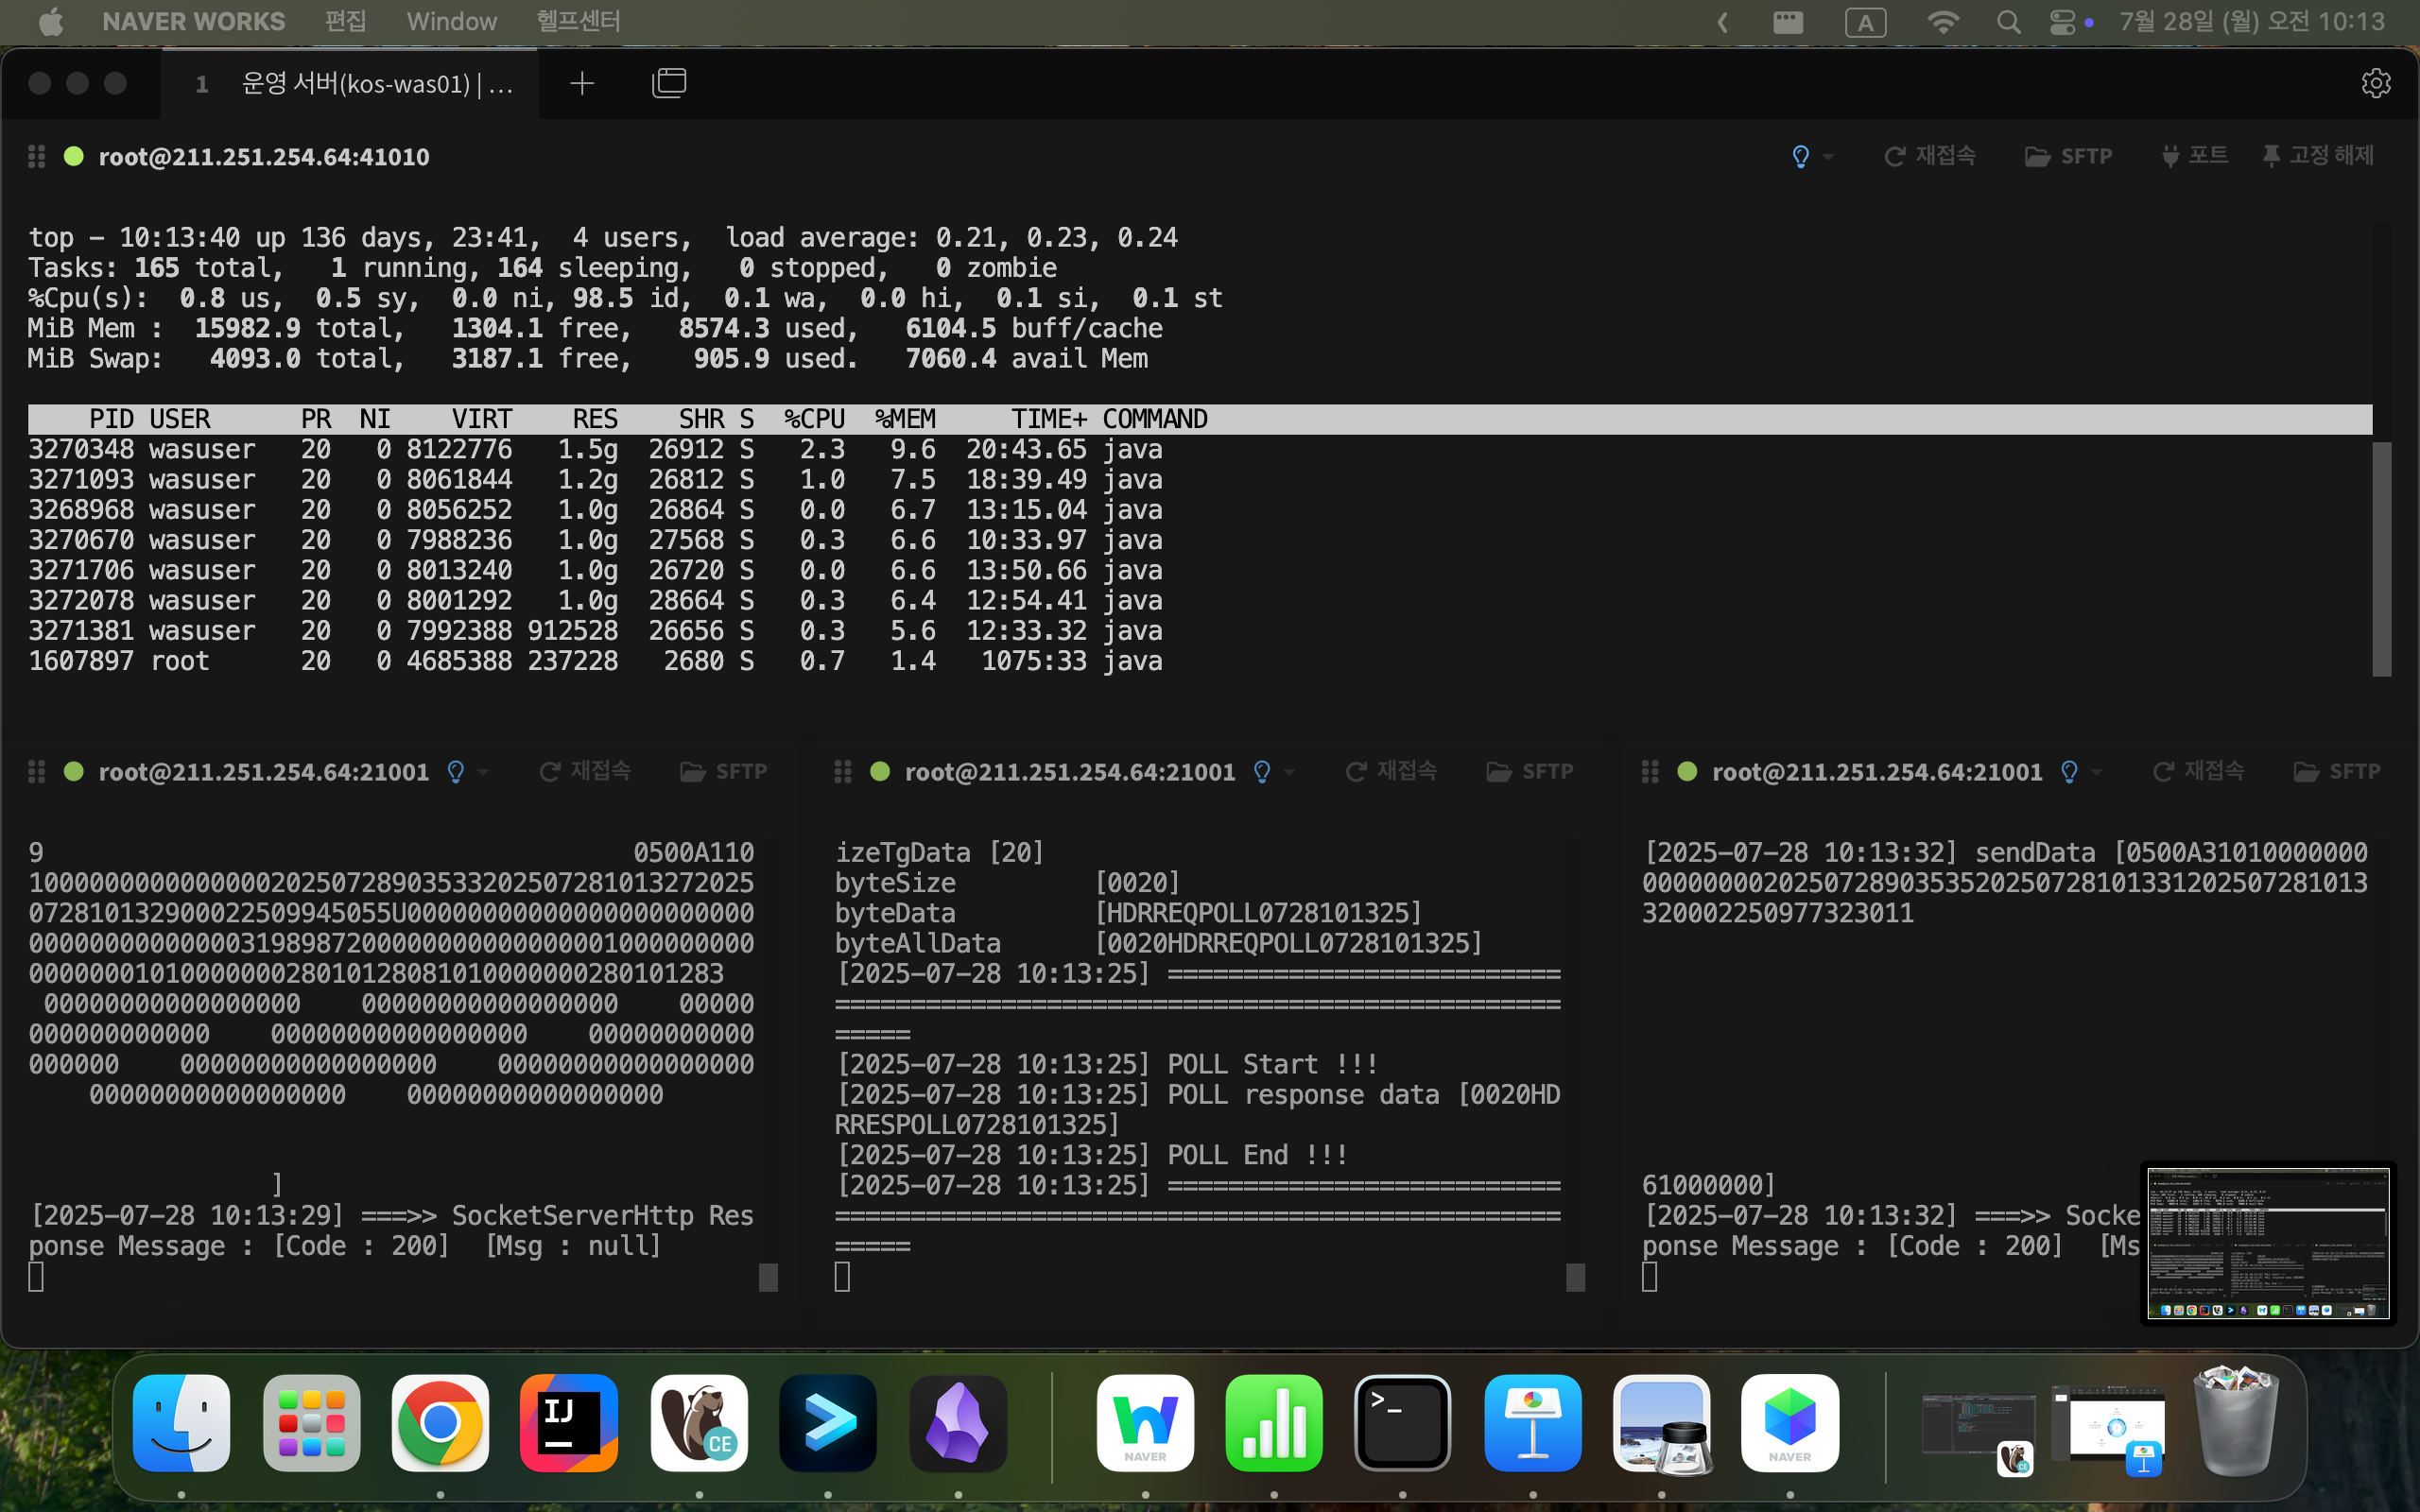 NAVER WORKS 편집 Window 헬프센터 A 7월 28일 (월) 오전 10:13
1 운영 서버(kos-was01) | ...
root@211.251.254.64:41010 재접속 SFTP 포트 고정 해제
top - 10:13:40 up 136 days, 23:41,  4 users,  load average: 0.21, 0.23, 0.24
Tasks: 165 total,   1 running, 164 sleeping,   0 stopped,   0 zombie
%Cpu(s):  0.8 us,  0.5 sy,  0.0 ni, 98.5 id,  0.1 wa,  0.0 hi,  0.1 si,  0.1 st
MiB Mem :  15982.9 total,   1304.1 free,   8574.3 used,   6104.5 buff/cache
MiB Swap:   4093.0 total,   3187.1 free,    905.9 used.   7060.4 avail Mem
PID USER PR NI VIRT RES SHR S %CPU %MEM TIME+ COMMAND
3270348 wasuser 20 0 8122776 1.5g 26912 S 2.3 9.6 20:43.65 java
3271093 wasuser 20 0 8061844 1.2g 26812 S 1.0 7.5 18:39.49 java
3268968 wasuser 20 0 8056252 1.0g 26864 S 0.0 6.7 13:15.04 java
3270670 wasuser 20 0 7988236 1.0g 27568 S 0.3 6.6 10:33.97 java
3271706 wasuser 20 0 8013240 1.0g 26720 S 0.0 6.6 13:50.66 java
3272078 wasuser 20 0 8001292 1.0g 28664 S 0.3 6.4 12:54.41 java
3271381 wasuser 20 0 7992388 912528 26656 S 0.3 5.6 12:33.32 java
1607897 root 20 0 4685388 237228 2680 S 0.7 1.4 1075:33 java
root@211.251.254.64:21001 재접속 SFTP
9 0500A110
1000000000000000020250728903533202507281013272025
07281013290002250994505​5U00000000000000000000000
00000000000000319898720000000000000000100000000​0
0000000101000000028010128081010000000280101283
00000000000000000    00000000000000000    00000
000000000000    00000000000000000    00000000000
000000    00000000000000000    00000000000000000
00000000000000000    00000000000000000
]
[2025-07-28 10:13:29] ===>> SocketServerHttp Res
ponse Message : [Code : 200]  [Msg : null]
root@211.251.254.64:21001 재접속 SFTP
izeTgData [20]
byteSize [0020]
byteData [HDRREQPOLL0728101325]
byteAllData [0020HDRREQPOLL0728101325]
[2025-07-28 10:13:25] ==========================
================================================
=====
[2025-07-28 10:13:25] POLL Start !!!
[2025-07-28 10:13:25] POLL response data [0020HD
RRESPOLL0728101325]
[2025-07-28 10:13:25] POLL End !!!
[2025-07-28 10:13:25] ==========================
================================================
=====
root@211.251.254.64:21001 재접속 SFTP
[2025-07-28 10:13:32] sendData [0500A31010000000
000000002025072890353520250728101331202507281013
320002250977323011
61000000]
[2025-07-28 10:13:32] ===>> Socke
ponse Message : [Code : 200]  [Ms
IJ
CE
NAVER
>_
NAVER
CE